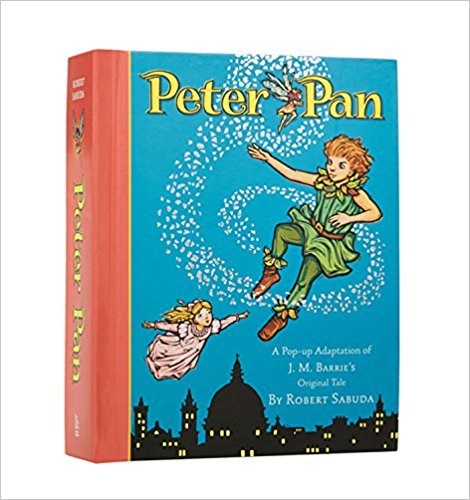 ROBERT
SABUDA
Peter Pan
Peter Pan
A Pop-up Adaptation of
J. M. BARRIE'S
Original Tale
BY ROBERT SABUDA